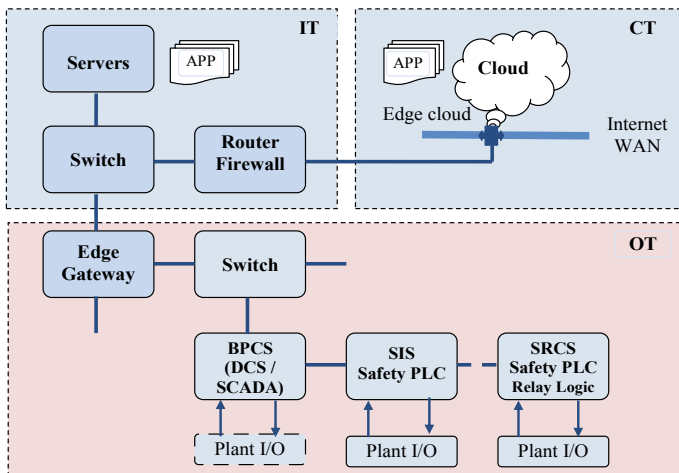 IT
CT
Servers
APP
APP
Cloud
Edge cloud
Internet
WAN
Switch
Router
Firewall
OT
Edge
Gateway
Switch
BPCS
(DCS /
SCADA)
SIS
Safety PLC
SRCS
Safety PLC
Relay Logic
Plant I/O
Plant I/O
Plant I/O